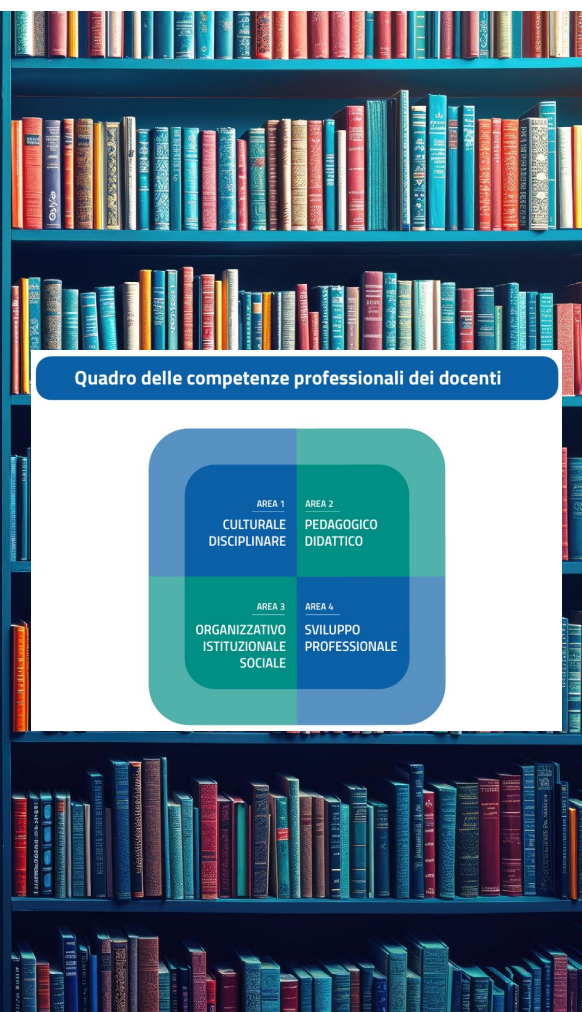 Quadro delle competenze professionali dei docenti
AREA 1
CULTURALE
DISCIPLINARE
AREA 2
PEDAGOGICO
DIDATTICO
AREA 3
ORGANIZZATIVO
ISTITUZIONALE
SOCIALE
AREA 4
SVILUPPO
PROFESSIONALE